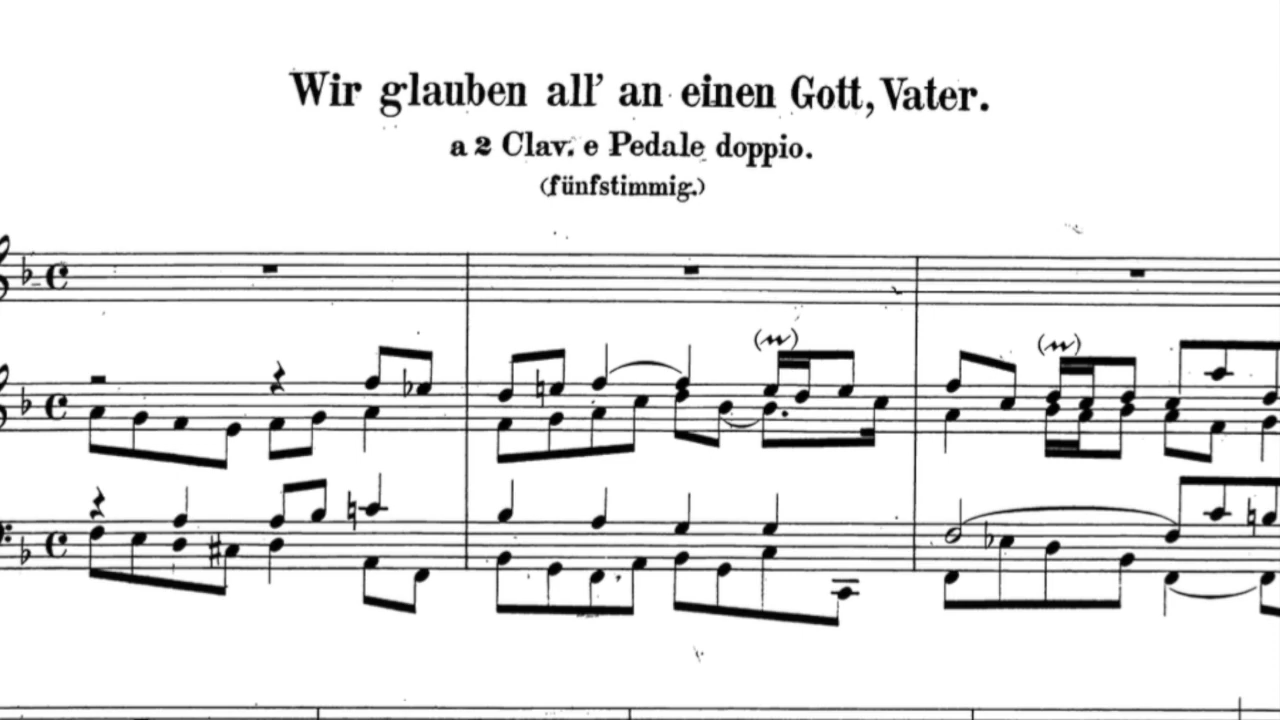 Wir glauben all' an einen Gott, Vater.
a 2 Clav. e Pedale doppio.
(fünfstimmig.)